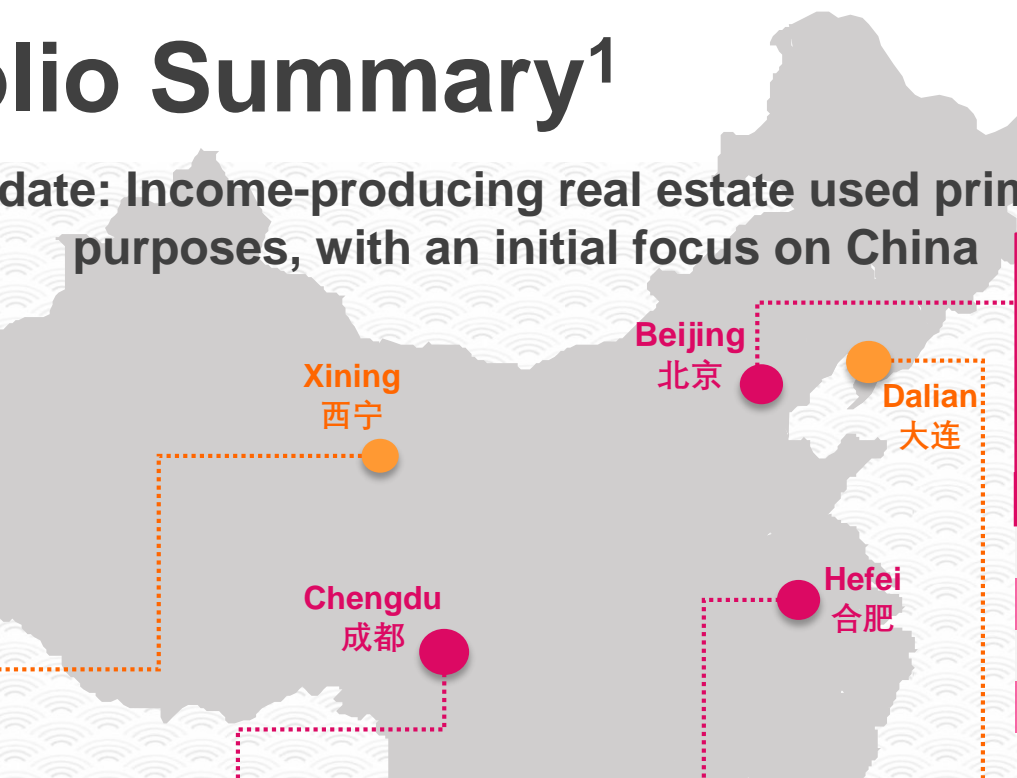 olio Summary¹
date: Income-producing real estate used prim
purposes, with an initial focus on China
Beijing
北京
Xining
西宁
Dalian
大连
Hefei
合肥
Chengdu
成都